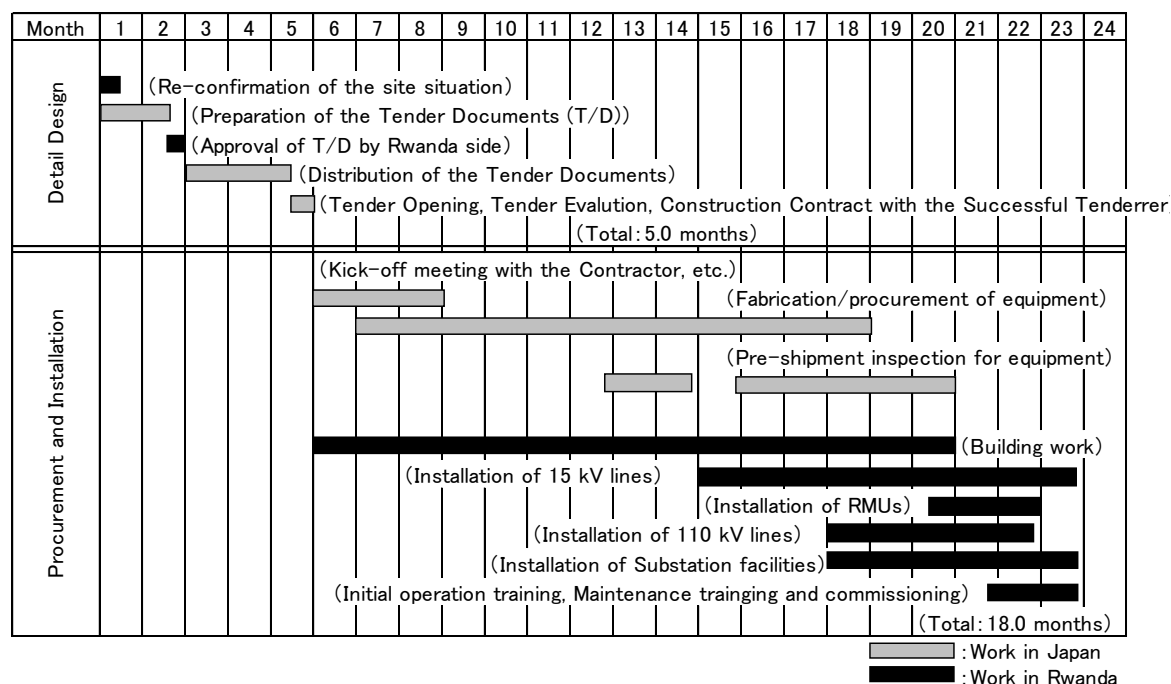 Month 1 2 3 4 5 6 7 8 9 10 11 12 13 14 15 16 17 18 19 20 21 22 23 24
Detail Design
(Re-confirmation of the site situation)
(Preparation of the Tender Documents (T/D))
(Approval of T/D by Rwanda side)
(Distribution of the Tender Documents)
(Tender Opening, Tender Evalution, Construction Contract with the Successful Tenderrer)
(Total: 5.0 months)
Procurement and Installation
(Kick-off meeting with the Contractor, etc.)
(Fabrication/procurement of equipment)
(Pre-shipment inspection for equipment)
(Building work)
(Installation of 15 kV lines)
(Installation of RMUs)
(Installation of 110 kV lines)
(Installation of Substation facilities)
(Initial operation training, Maintenance trainging and commissioning)
(Total: 18.0 months)
: Work in Japan
: Work in Rwanda